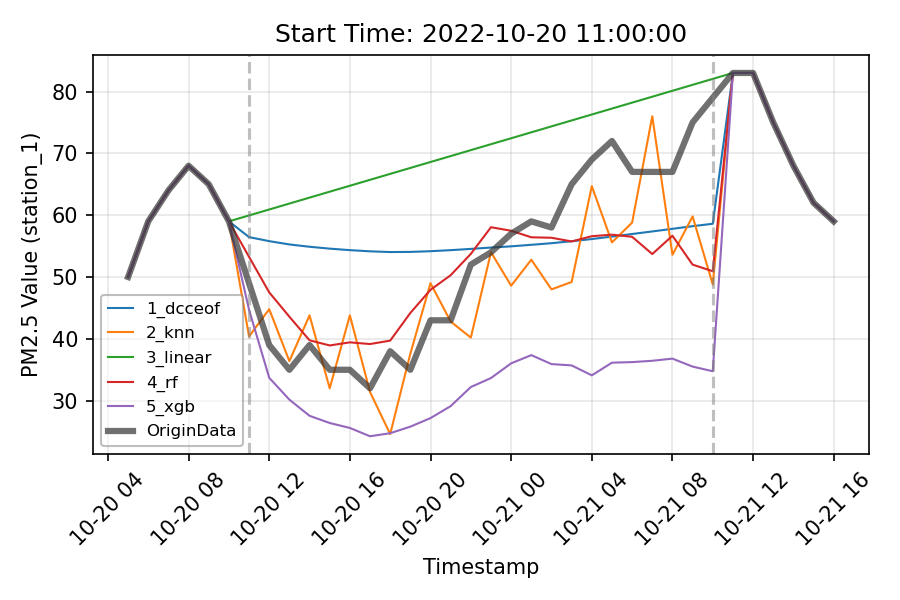 Start Time: 2022-10-20 11:00:00
PM2.5 Value (station_1)
80
70
60
50
40
30
1_dcceof
2_knn
3_linear
4_rf
5_xgb
OriginData
10-20 04
10-20 08
10-20 12
10-20 16
10-20 20
10-21 00
10-21 04
10-21 08
10-21 12
10-21 16
Timestamp